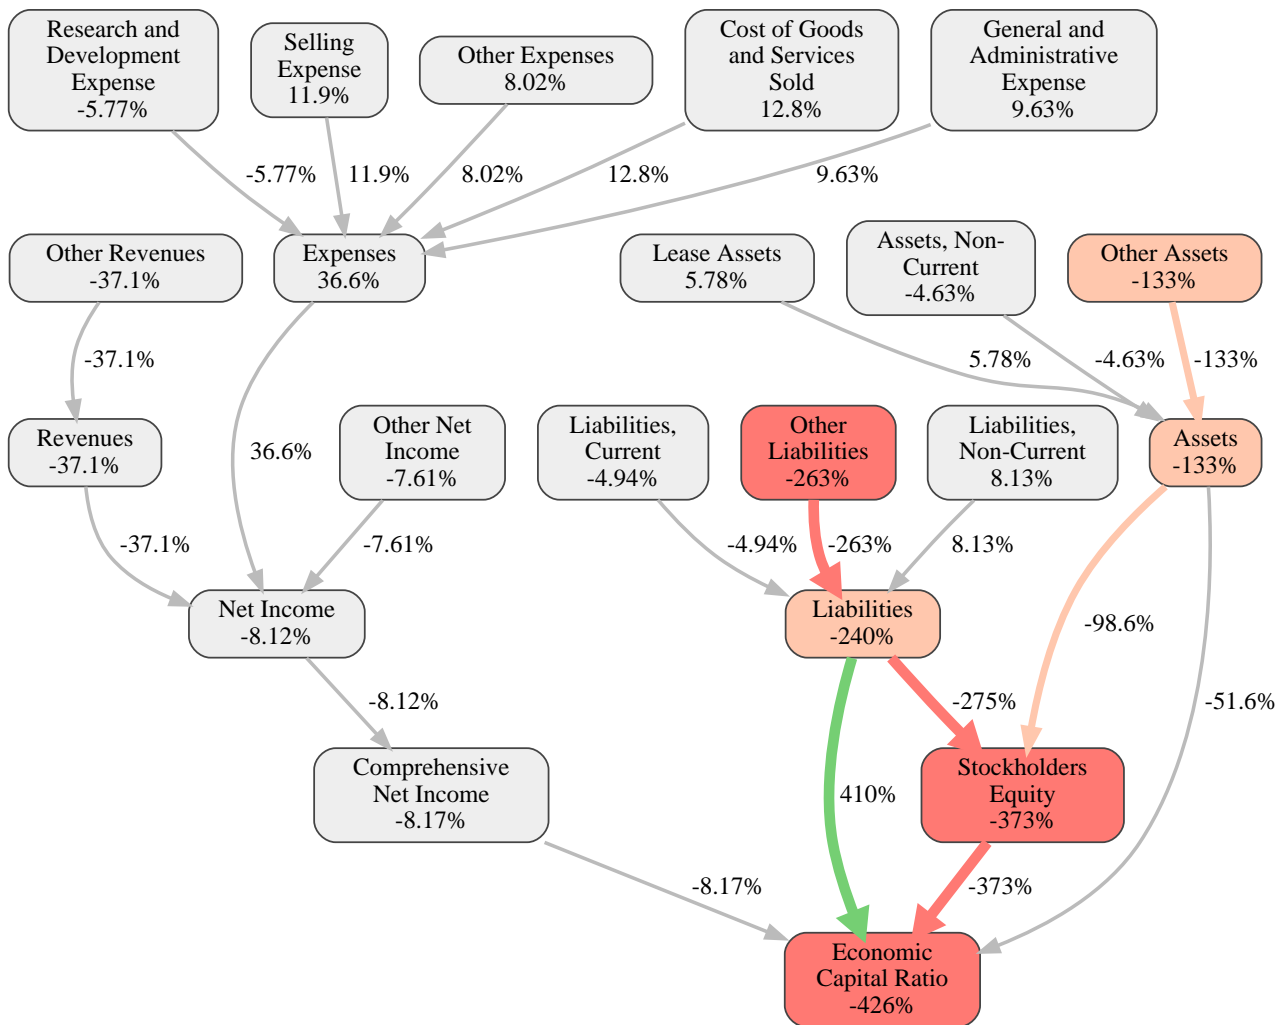 Research and
Development
Expense
-5.77%
Selling
Expense
11.9%
Other Expenses
8.02%
Cost of Goods
and Services
Sold
12.8%
General and
Administrative
Expense
9.63%
-5.77%
11.9%
8.02%
12.8%
9.63%
Other Revenues
-37.1%
Expenses
36.6%
Lease Assets
5.78%
Assets, Non-
Current
-4.63%
Other Assets
-133%
-37.1%
5.78%
-4.63%
-133%
Revenues
-37.1%
36.6%
Other Net
Income
-7.61%
Liabilities,
Current
-4.94%
Other
Liabilities
-263%
Liabilities,
Non-Current
8.13%
Assets
-133%
-37.1%
-7.61%
-4.94%
-263%
8.13%
Net Income
-8.12%
Liabilities
-240%
-98.6%
-8.12%
-275%
-51.6%
Comprehensive
Net Income
-8.17%
410%
Stockholders
Equity
-373%
-8.17%
-373%
Economic
Capital Ratio
-426%